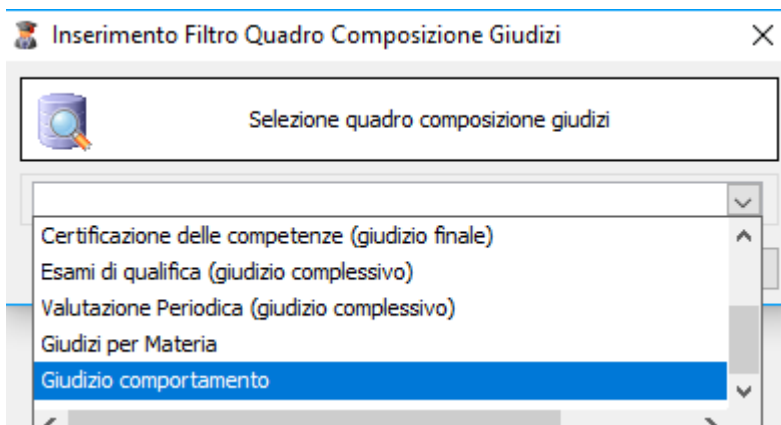 Inserimento Filtro Quadro Composizione Giudizi
Selezione quadro composizione giudizi
Certificazione delle competenze (giudizio finale)
Esami di qualifica (giudizio complessivo)
Valutazione Periodica (giudizio complessivo)
Giudizi per Materia
Giudizio comportamento